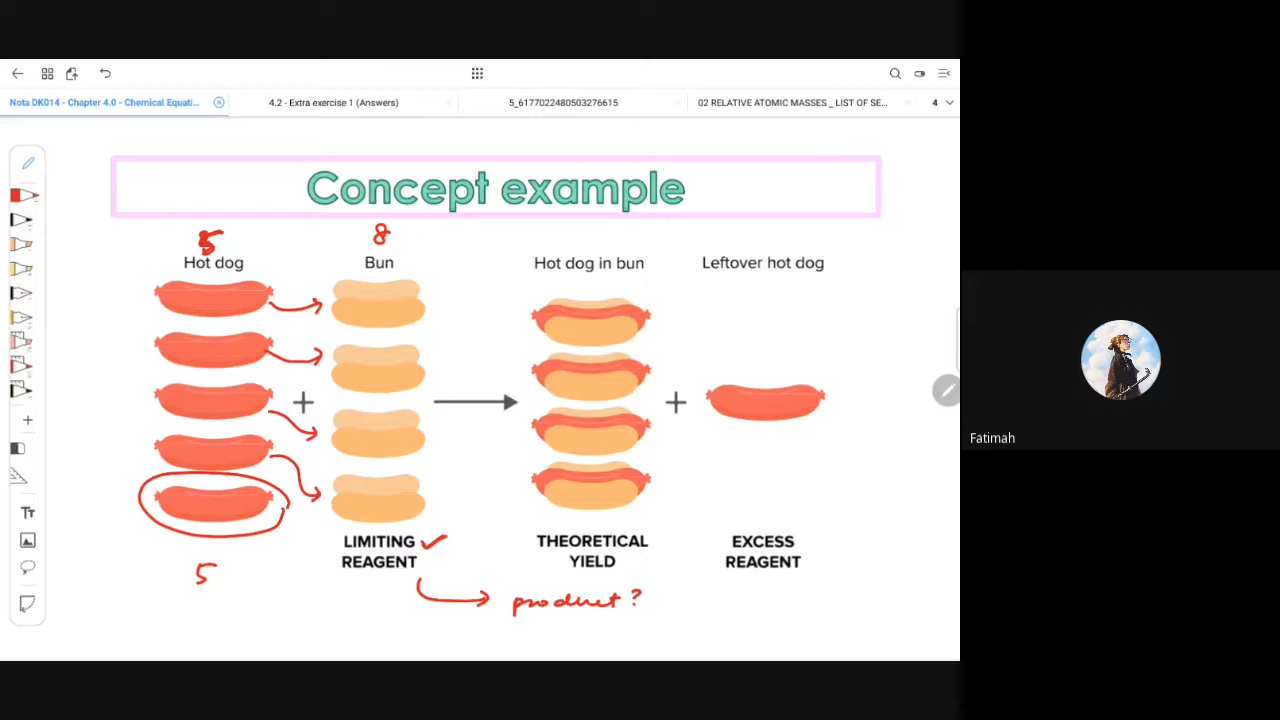 Nota DK014 - Chapter 4.0 - Chemical Equati...
4.2 - Extra exercise 1 (Answers)
5_6177022480503276615
02 RELATIVE ATOMIC MASSES _ LIST OF SE...
4
Concept example
5
8
Hot dog
Bun
Hot dog in bun
Leftover hot dog
+
+
LIMITING
REAGENT
THEORETICAL
YIELD
EXCESS
REAGENT
5
product?
Tt
Fatimah